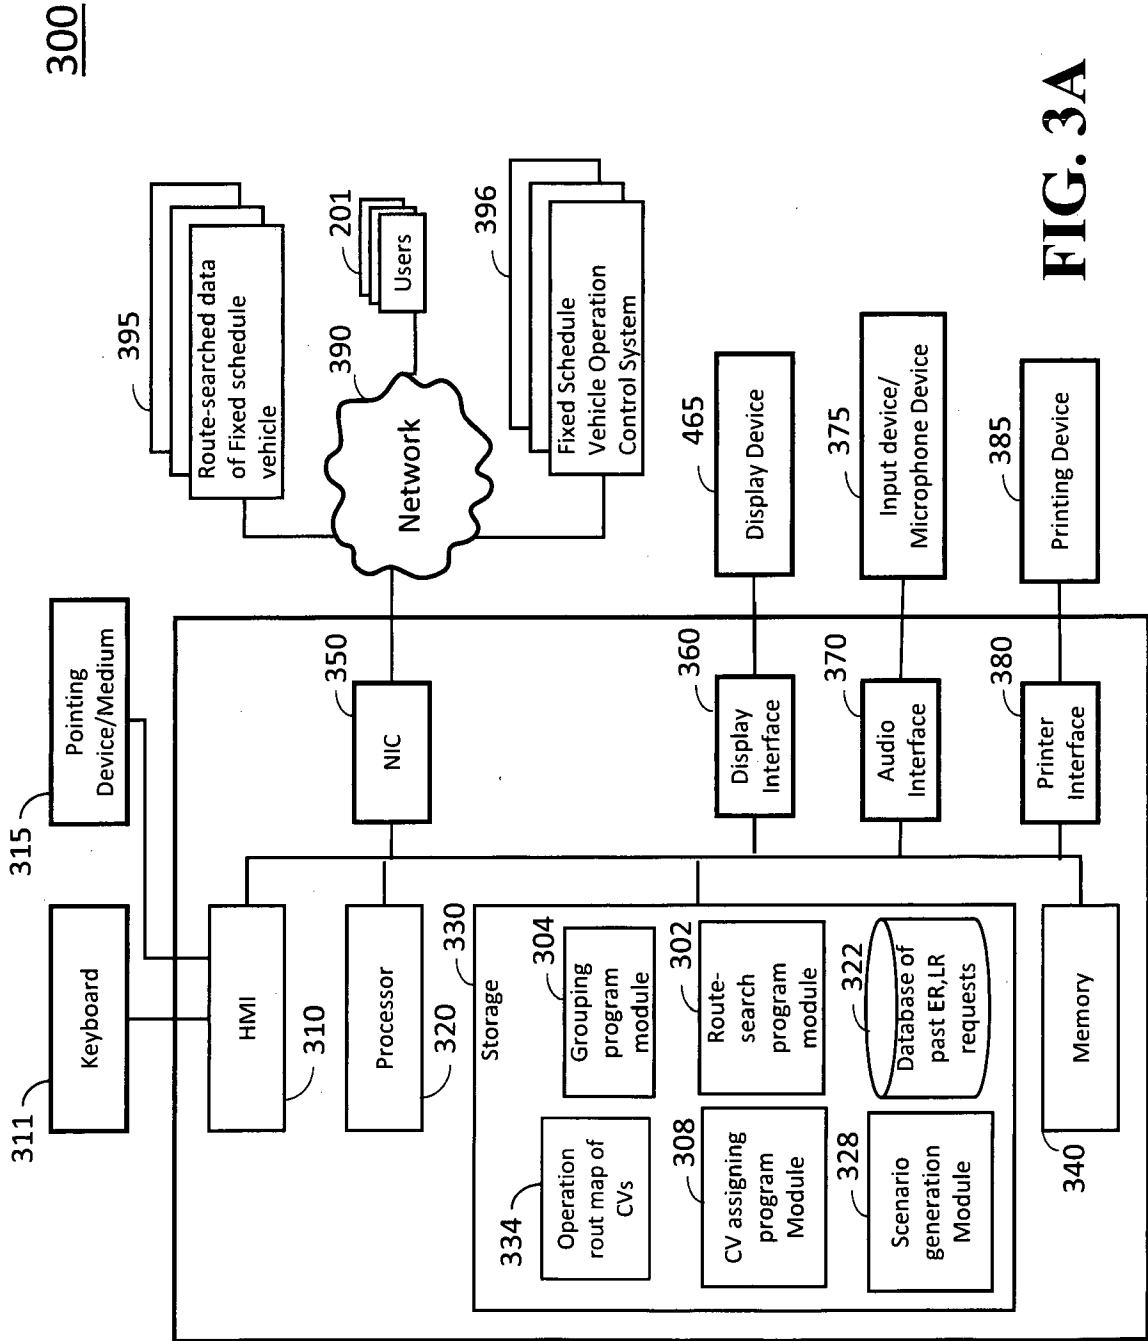 300
311
Keyboard
315
Pointing
Device/Medium
395
Route-searched data
of Fixed schedule
vehicle
201
Users
390
Network
396
Fixed Schedule
Vehicle Operation
Control System
HMI
310
350
NIC
Processor
320
330
Storage
334
Operation
rout map of
CVs
304
Grouping
program
module
308
CV assigning
program
Module
302
Route-
search
program
module
328
Scenario
generation
Module
322
Database of
past ER,LR
requests
Memory
340
360
Display
Interface
465
Display Device
370
Audio
Interface
375
Input device/
Microphone Device
380
Printer
Interface
385
Printing Device
FIG. 3A